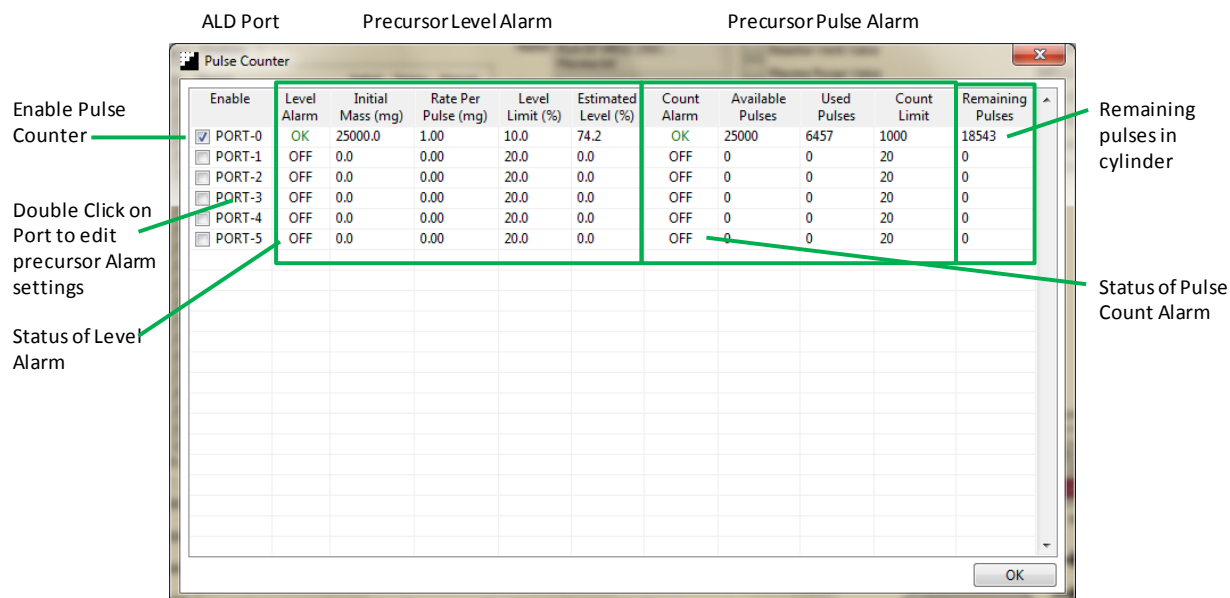 ALD Port Precursor Level Alarm Precursor Pulse Alarm
Pulse Counter
Enable Level Alarm Initial Mass (mg) Rate Per Pulse (mg) Level Limit (%) Estimated Level (%) Count Alarm Available Pulses Used Pulses Count Limit Remaining Pulses
PORT-0 OK 25000.0 1.00 10.0 74.2 OK 25000 6457 1000 18543
PORT-1 OFF 0.0 0.00 20.0 0.0 OFF 0 0 20 0
PORT-2 OFF 0.0 0.00 20.0 0.0 OFF 0 0 20 0
PORT-3 OFF 0.0 0.00 20.0 0.0 OFF 0 0 20 0
PORT-4 OFF 0.0 0.00 20.0 0.0 OFF 0 0 20 0
PORT-5 OFF 0.0 0.00 20.0 0.0 OFF 0 0 20 0
OK
Enable Pulse
Counter
Double Click on
Port to edit
precursor Alarm
settings
Status of Level
Alarm
Remaining
pulses in
cylinder
Status of Pulse
Count Alarm